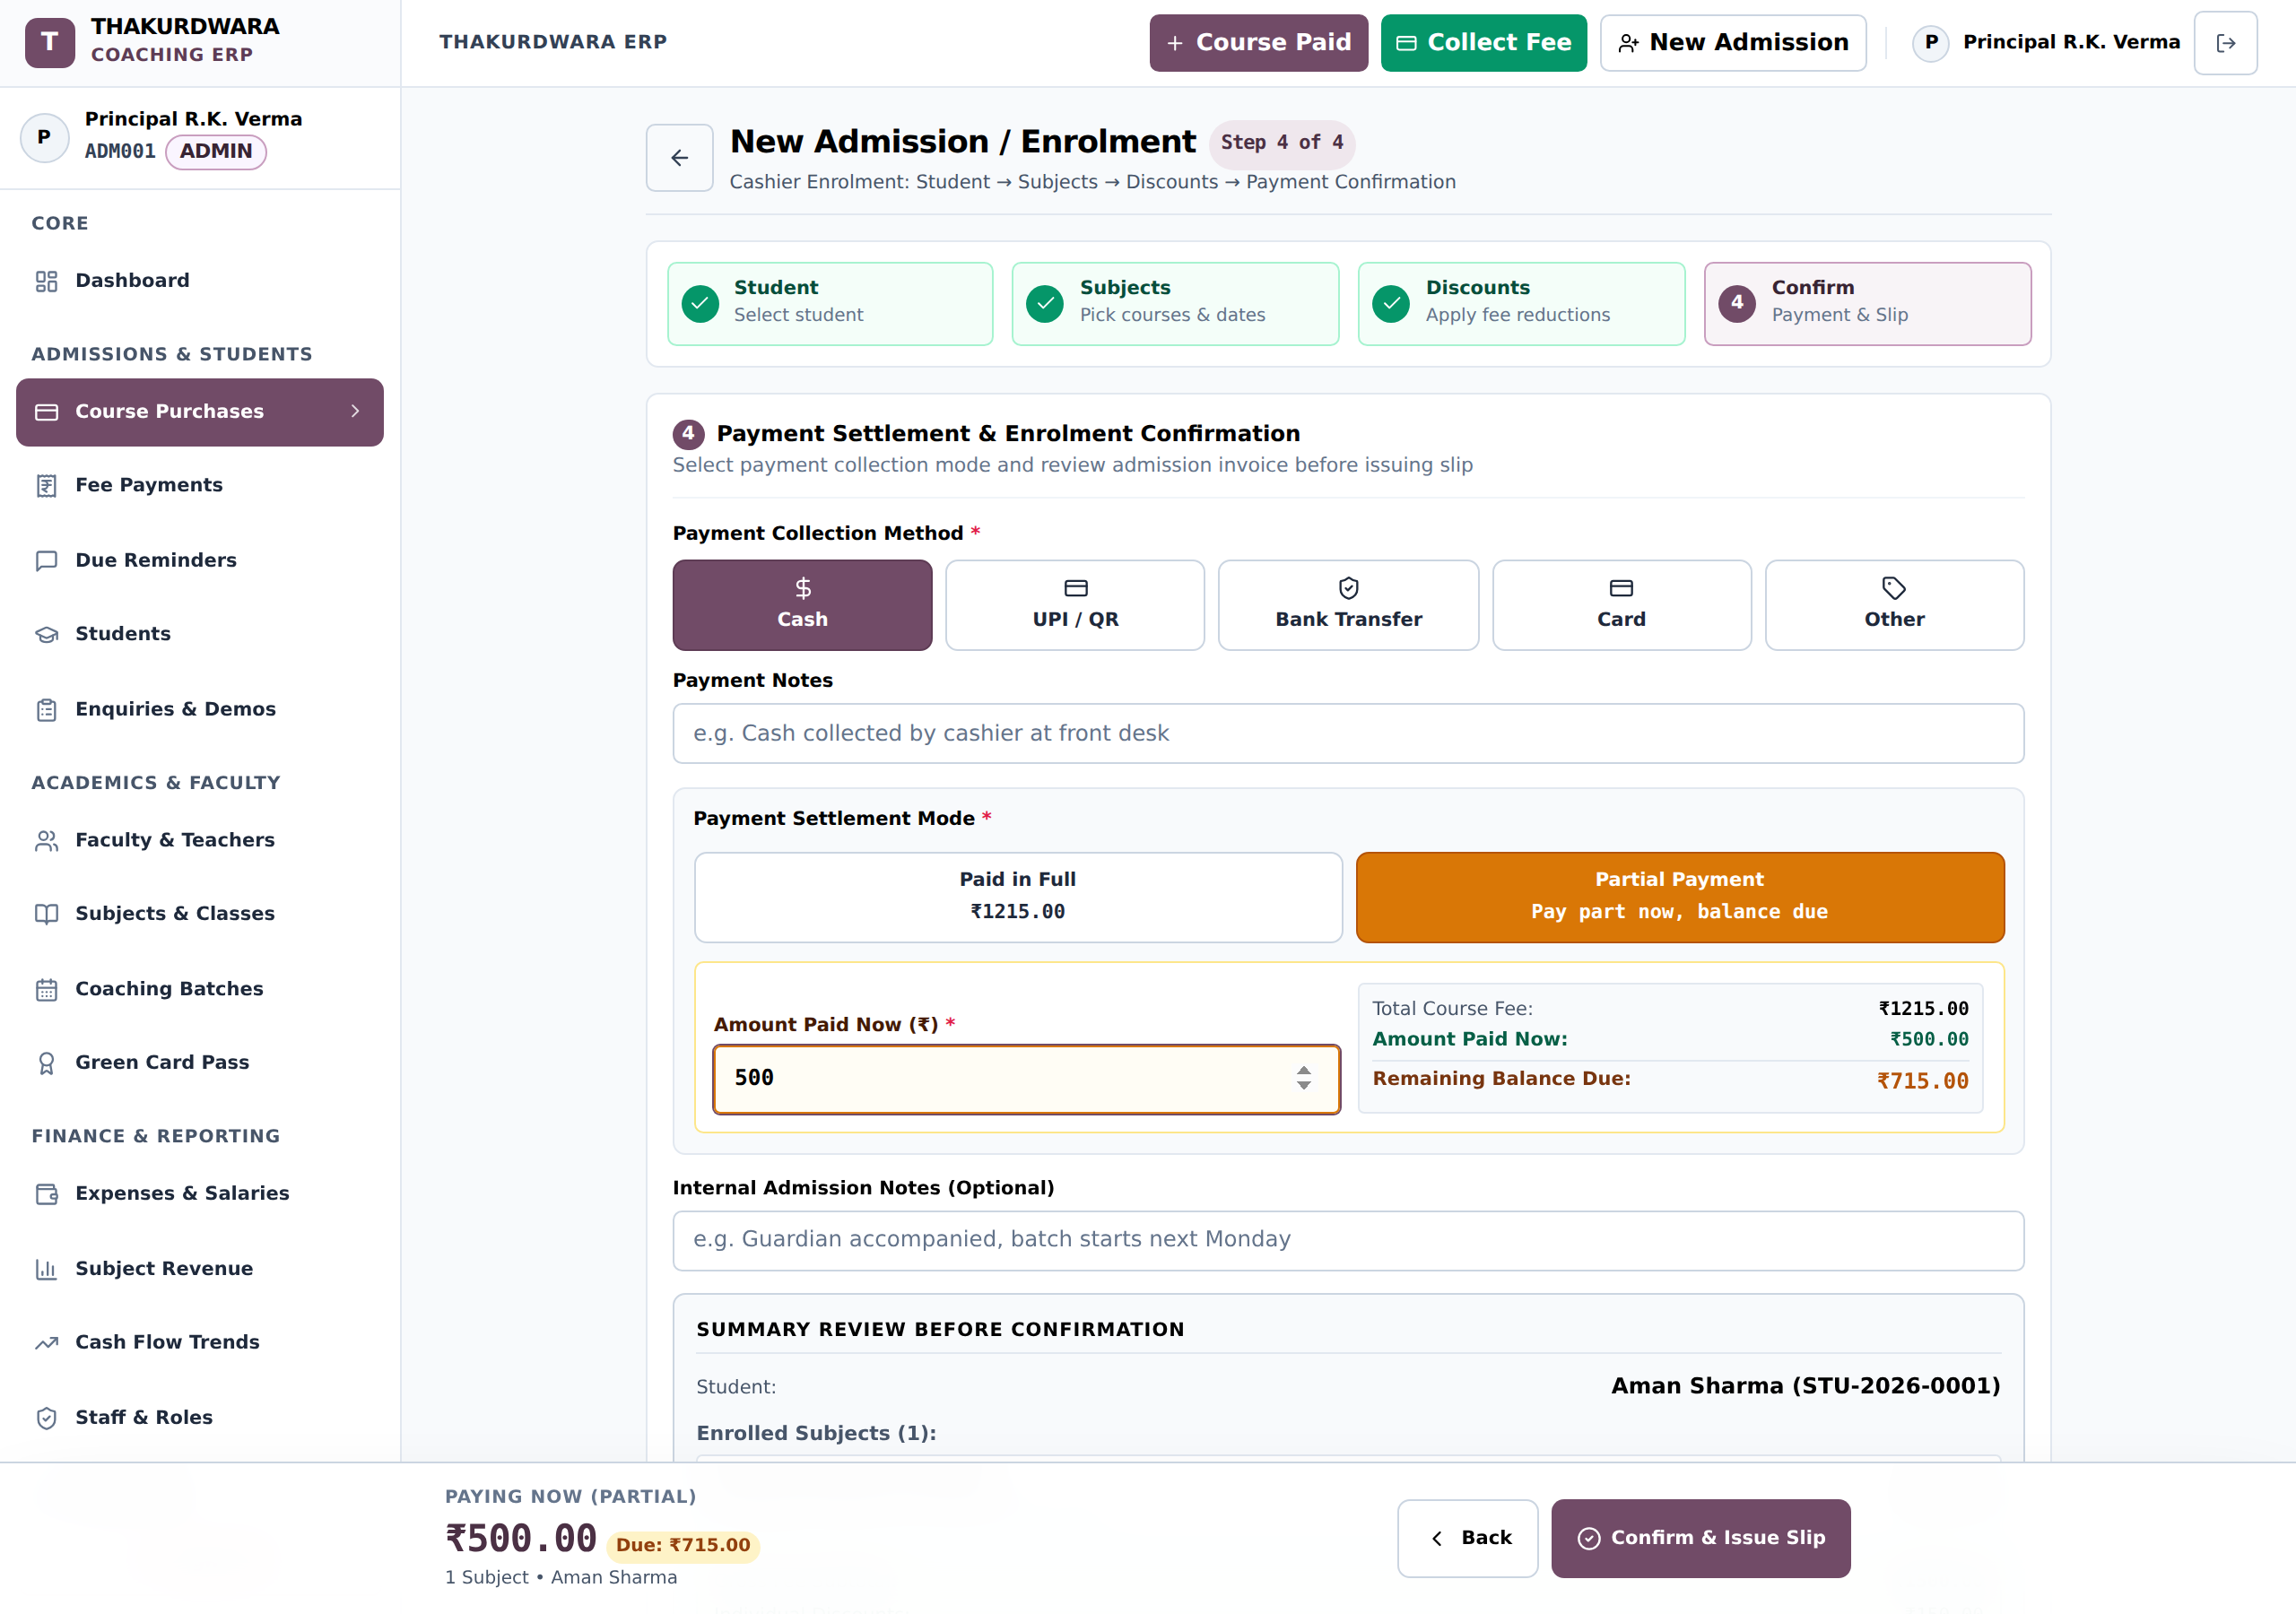 T
THAKURDWARA
COACHING ERP
THAKURDWARA ERP
Course Paid
Collect Fee
New Admission
P
Principal R.K. Verma
P
Principal R.K. Verma
ADM001
ADMIN
CORE
Dashboard
ADMISSIONS & STUDENTS
Course Purchases
Fee Payments
Due Reminders
Students
Enquiries & Demos
ACADEMICS & FACULTY
Faculty & Teachers
Subjects & Classes
Coaching Batches
Green Card Pass
FINANCE & REPORTING
Expenses & Salaries
Subject Revenue
Cash Flow Trends
Staff & Roles
New Admission / Enrolment
Step 4 of 4
Cashier Enrolment: Student → Subjects → Discounts → Payment Confirmation
Student
Select student
Subjects
Pick courses & dates
Discounts
Apply fee reductions
4
Confirm
Payment & Slip
4 Payment Settlement & Enrolment Confirmation
Select payment collection mode and review admission invoice before issuing slip
Payment Collection Method *
Cash
UPI / QR
Bank Transfer
Card
Other
Payment Notes
e.g. Cash collected by cashier at front desk
Payment Settlement Mode *
Paid in Full
₹1215.00
Partial Payment
Pay part now, balance due
Amount Paid Now (₹) *
500
Total Course Fee: ₹1215.00
Amount Paid Now: ₹500.00
Remaining Balance Due: ₹715.00
Internal Admission Notes (Optional)
e.g. Guardian accompanied, batch starts next Monday
SUMMARY REVIEW BEFORE CONFIRMATION
Student: Aman Sharma (STU-2026-0001)
Enrolled Subjects (1):
PAYING NOW (PARTIAL)
₹500.00 Due: ₹715.00
1 Subject • Aman Sharma
Back
Confirm & Issue Slip